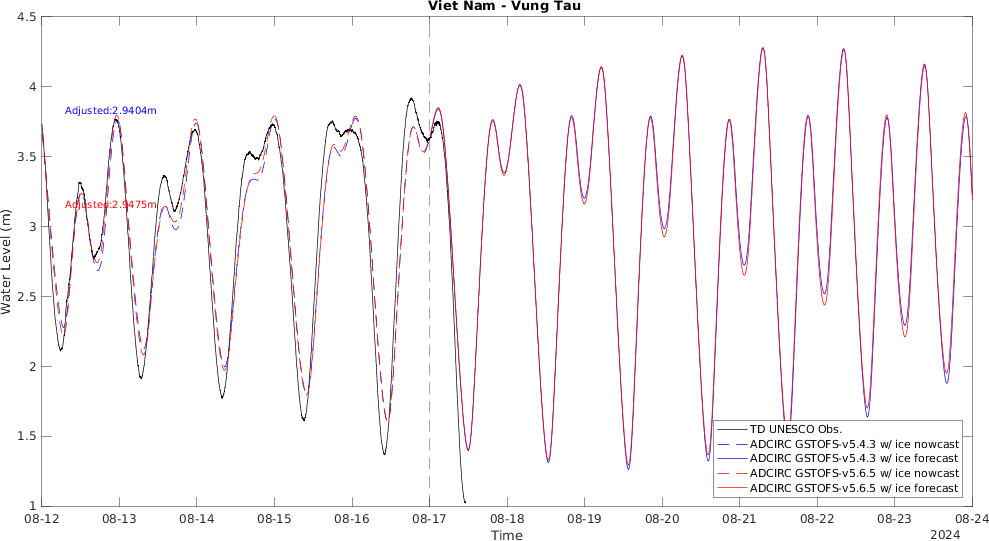 Viet Nam - Vung Tau
4.5
4
3.5
3
2.5
2
1.5
1
Water Level (m)
Adjusted:2.9404m
Adjusted:2.9475m
TD UNESCO Obs.
ADCIRC GSTOFS-v5.4.3 w/ ice nowcast
ADCIRC GSTOFS-v5.4.3 w/ ice forecast
ADCIRC GSTOFS-v5.6.5 w/ ice nowcast
ADCIRC GSTOFS-v5.6.5 w/ ice forecast
08-12 08-13 08-14 08-15 08-16 08-17 08-18 08-19 08-20 08-21 08-22 08-23 08-24
Time
2024